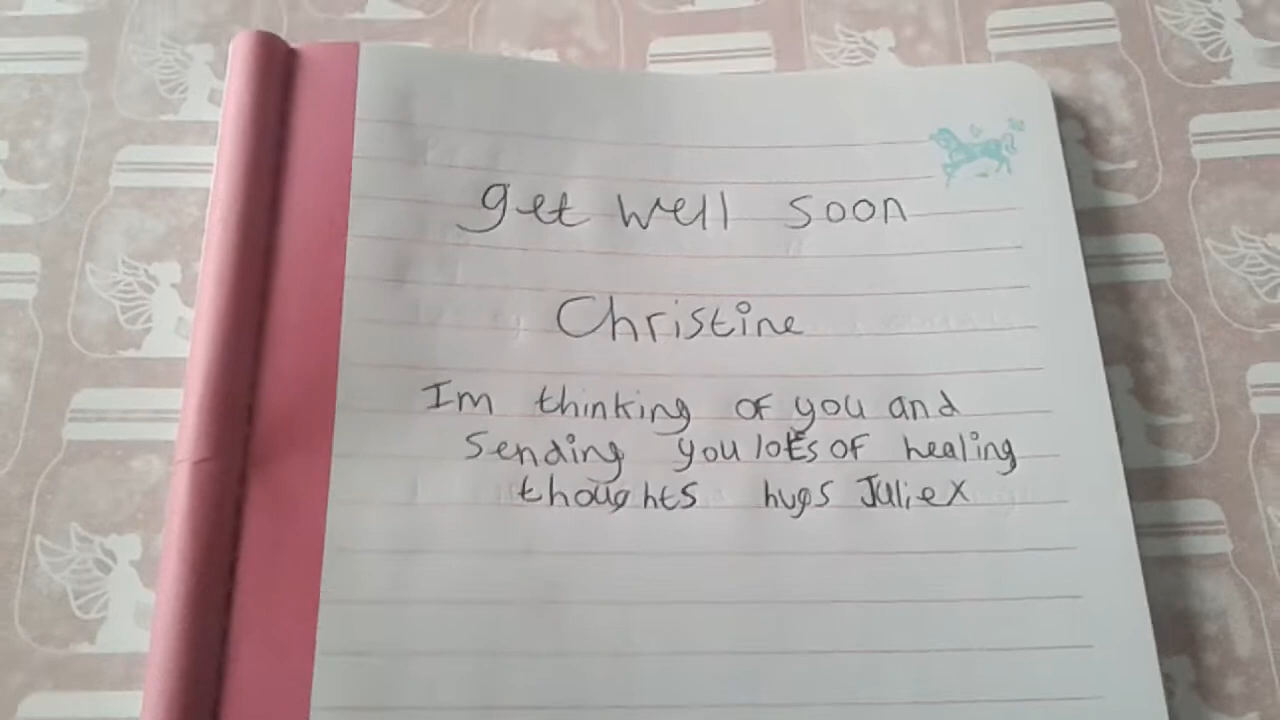 get well soon
Christine
Im thinking of you and
Sending you lots of healing
thoughts hugs Julie X